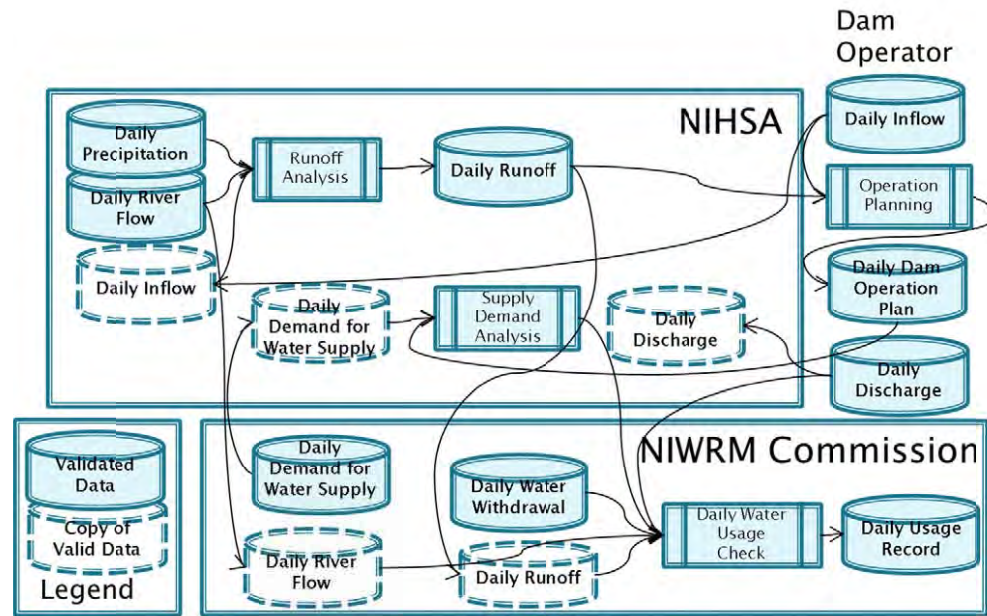 Dam
Operator
NIHSA
Daily
Precipitation
Runoff
Analysis
Daily Runoff
Daily Inflow
Daily River
Flow
Operation
Planning
Daily Inflow
Daily
Demand for
Water Supply
Supply
Demand
Analysis
Daily
Discharge
Daily Dam
Operation
Plan
Daily
Discharge
NIWRM Commission
Validated
Data
Copy of
Valid Data
Legend
Daily
Demand for
Water Supply
Daily Water
Withdrawal
Daily Water
Usage
Check
Daily Usage
Record
Daily River
Flow
Daily Runoff